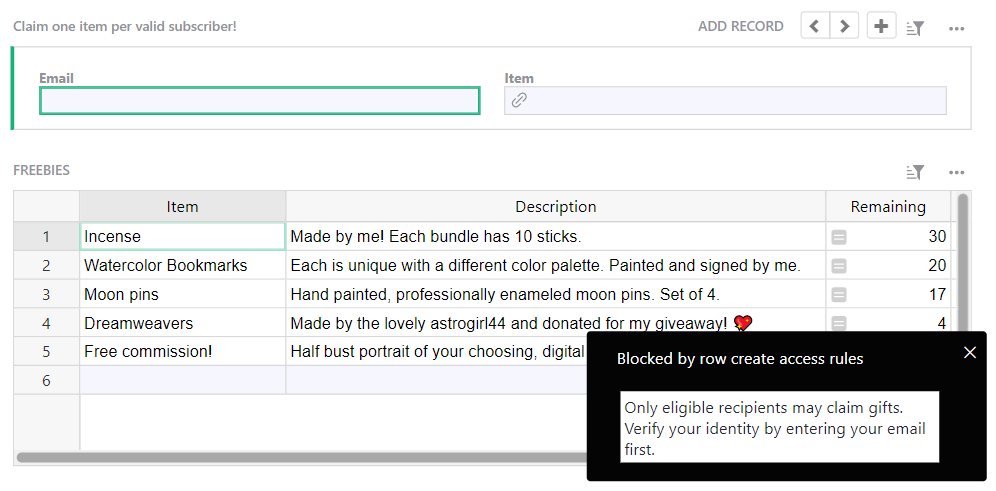 Claim one item per valid subscriber!
ADD RECORD
Email
Item
FREEBIES
Item Description Remaining
1 Incense Made by me! Each bundle has 10 sticks. 30
2 Watercolor Bookmarks Each is unique with a different color palette. Painted and signed by me. 20
3 Moon pins Hand painted, professionally enameled moon pins. Set of 4. 17
4 Dreamweavers Made by the lovely astrogirl44 and donated for my giveaway! 💖 4
5 Free commission! Half bust portrait of your choosing, digital
6
Blocked by row create access rules
Only eligible recipients may claim gifts.
Verify your identity by entering your email
first.